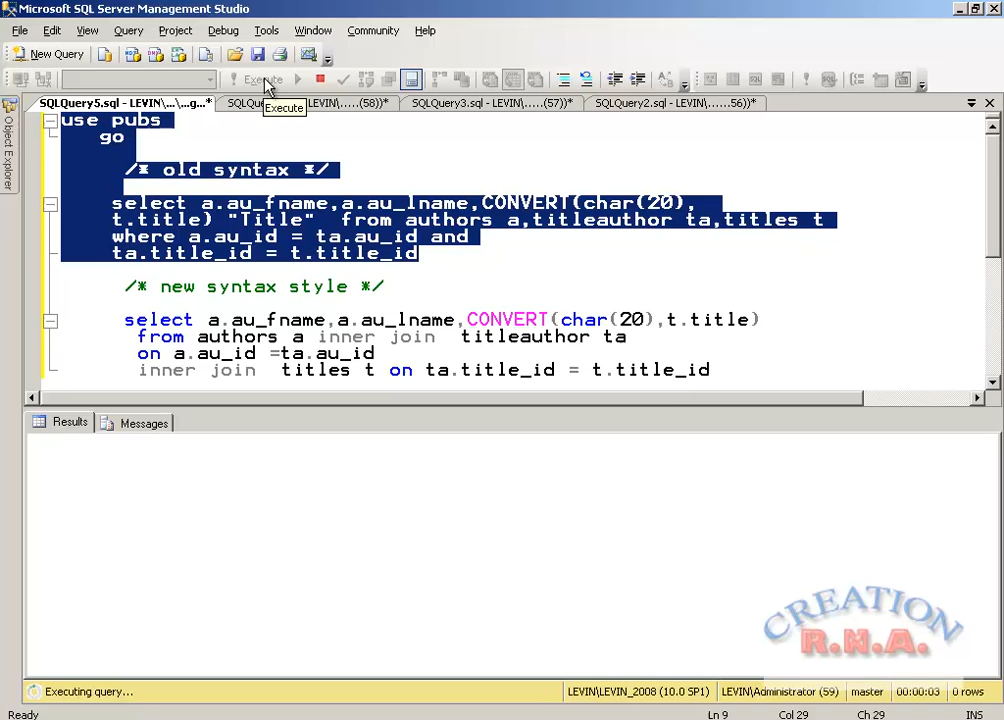 Microsoft SQL Server Management Studio
File Edit View Query Project Debug Tools Window Community Help
New Query
Execute
SQLQuery5.sql - LEVIN\...\...g...* SQLQue LEVIN\.....(58))* SQLQuery3.sql - LEVIN\.....(57))* SQLQuery2.sql - LEVIN\......56))*
Execute
Object Explorer
use pubs
go
/* old syntax */
select a.au_fname,a.au_lname,CONVERT(char(20),
t.title) "Title" from authors a,titleauthor ta,titles t
where a.au_id = ta.au_id and
ta.title_id = t.title_id
/* new syntax style */
select a.au_fname,a.au_lname,CONVERT(char(20),t.title)
from authors a inner join titleauthor ta
on a.au_id =ta.au_id
inner join titles t on ta.title_id = t.title_id
Results Messages
CREATION
R.N.A.
Executing query... LEVIN\LEVIN_2008 (10.0 SP1) LEVIN\Administrator (59) master 00:00:03 0 rows
Ready Ln 9 Col 29 Ch 29 INS